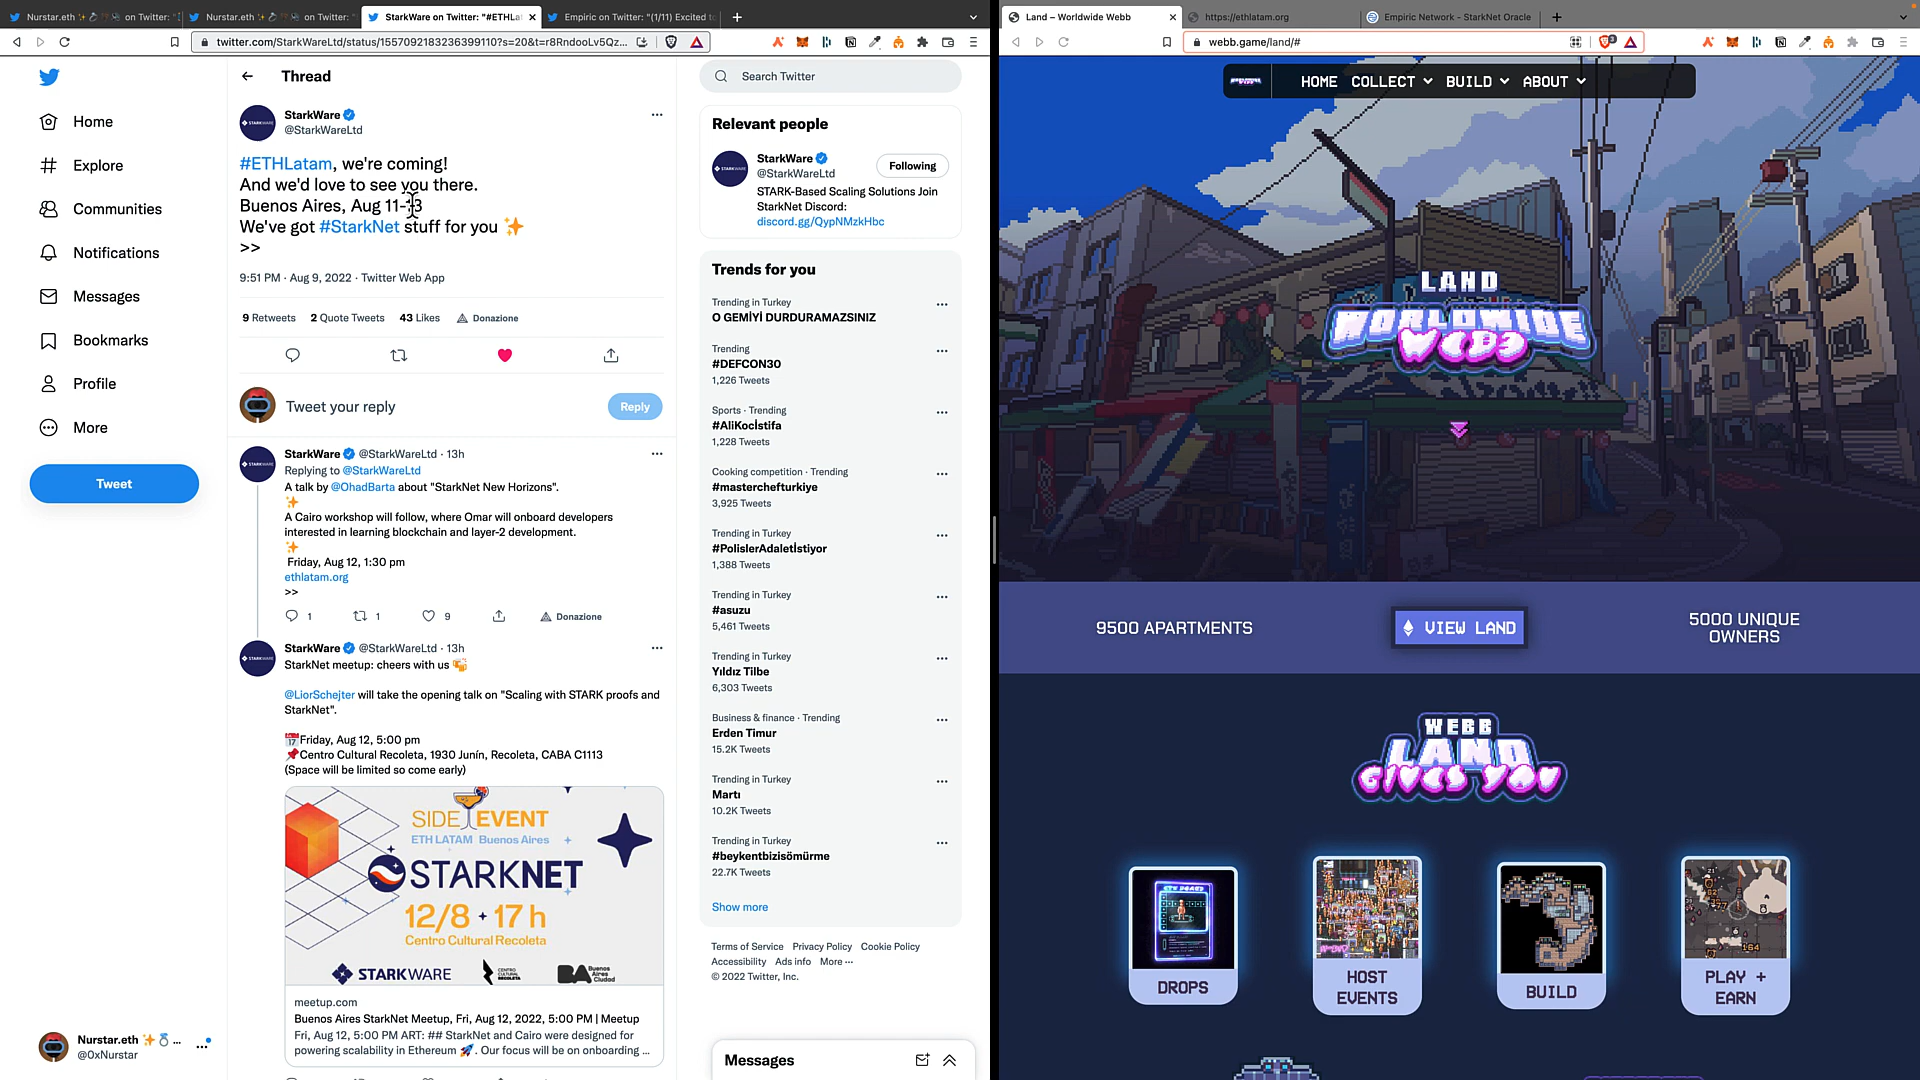 Nurstar.eth on Twitter: "
Nurstar.eth on Twitter: "
StarkWare on Twitter: "#ETHLat
Empiric on Twitter: "(1/11) Excited to
twitter.com/StarkWareLtd/status/1557092183236399110?s=20&t=r8RndooLv5Qz...
Home
Explore
Communities
Notifications
Messages
Bookmarks
Profile
More
Tweet
Nurstar.eth ✨ ...
@0xNurstar
Thread
StarkWare
@StarkWareLtd
#ETHLatam, we're coming!
And we'd love to see you there.
Buenos Aires, Aug 11-13
We've got #StarkNet stuff for you ✨
>>
9:51 PM · Aug 9, 2022 · Twitter Web App
9 Retweets 2 Quote Tweets 43 Likes Donazione
Tweet your reply
Reply
StarkWare @StarkWareLtd · 13h
Replying to @StarkWareLtd
A talk by @OhadBarta about "StarkNet New Horizons".
✨
A Cairo workshop will follow, where Omar will onboard developers
interested in learning blockchain and layer-2 development.
✨
Friday, Aug 12, 1:30 pm
ethlatam.org
>>
1 1 9 Donazione
StarkWare @StarkWareLtd · 13h
StarkNet meetup: cheers with us 🍻
@LiorSchejter will take the opening talk on "Scaling with STARK proofs and
StarkNet".
📅Friday, Aug 12, 5:00 pm
📌Centro Cultural Recoleta, 1930 Junín, Recoleta, CABA C1113
(Space will be limited so come early)
SIDE EVENT
ETH LATAM Buenos Aires
STARKNET
12/8 17 h
Centro Cultural Recoleta
STARKWARE
CENTRO
CULTURAL
RECOLETA
BA Buenos
Aires
Ciudad
meetup.com
Buenos Aires StarkNet Meetup, Fri, Aug 12, 2022, 5:00 PM | Meetup
Fri, Aug 12, 5:00 PM ART: ## StarkNet and Cairo were designed for
powering scalability in Ethereum 🚀. Our focus will be on onboarding ...
Search Twitter
Relevant people
StarkWare
@StarkWareLtd
Following
STARK-Based Scaling Solutions Join
StarkNet Discord:
discord.gg/QypNMzkHbc
Trends for you
Trending in Turkey
O GEMİYİ DURDURAMAZSINIZ
Trending
#DEFCON30
1,226 Tweets
Sports · Trending
#AliKocİstifa
1,228 Tweets
Cooking competition · Trending
#masterchefturkiye
3,925 Tweets
Trending in Turkey
#PolislerAdaletİstiyor
1,388 Tweets
Trending in Turkey
#asuzu
5,461 Tweets
Trending in Turkey
Yıldız Tilbe
6,303 Tweets
Business & finance · Trending
Erden Timur
15.2K Tweets
Trending in Turkey
Martı
10.2K Tweets
Trending in Turkey
#beykentbizisömürme
22.7K Tweets
Show more
Terms of Service Privacy Policy Cookie Policy
Accessibility Ads info More ...
© 2022 Twitter, Inc.
Messages
Land – Worldwide Webb
https://ethlatam.org
Empiric Network - StarkNet Oracle
webb.game/land/#
HOME COLLECT BUILD ABOUT
LAND
WORLDWIDE
WEBB
9500 APARTMENTS
VIEW LAND
5000 UNIQUE
OWNERS
WEBB
LAND
GIVES YOU
DROPS
HOST
EVENTS
BUILD
PLAY +
EARN